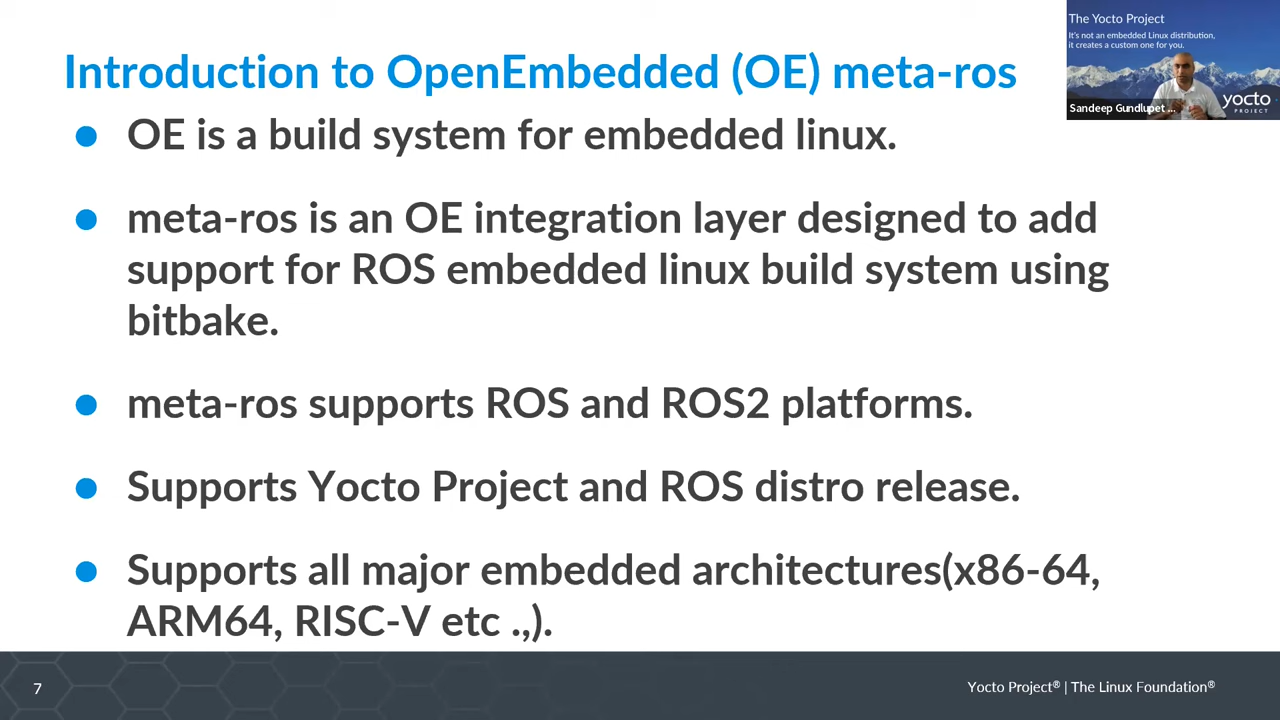 Introduction to OpenEmbedded (OE) meta-ros
OE is a build system for embedded linux.
meta-ros is an OE integration layer designed to add
support for ROS embedded linux build system using
bitbake.
meta-ros supports ROS and ROS2 platforms.
Supports Yocto Project and ROS distro release.
Supports all major embedded architectures(x86-64,
ARM64, RISC-V etc .,).
The Yocto Project
It's not an embedded Linux distribution,
it creates a custom one for you.
Sandeep Gundlupet ...
yocto
PROJECT
7
Yocto Project® | The Linux Foundation®